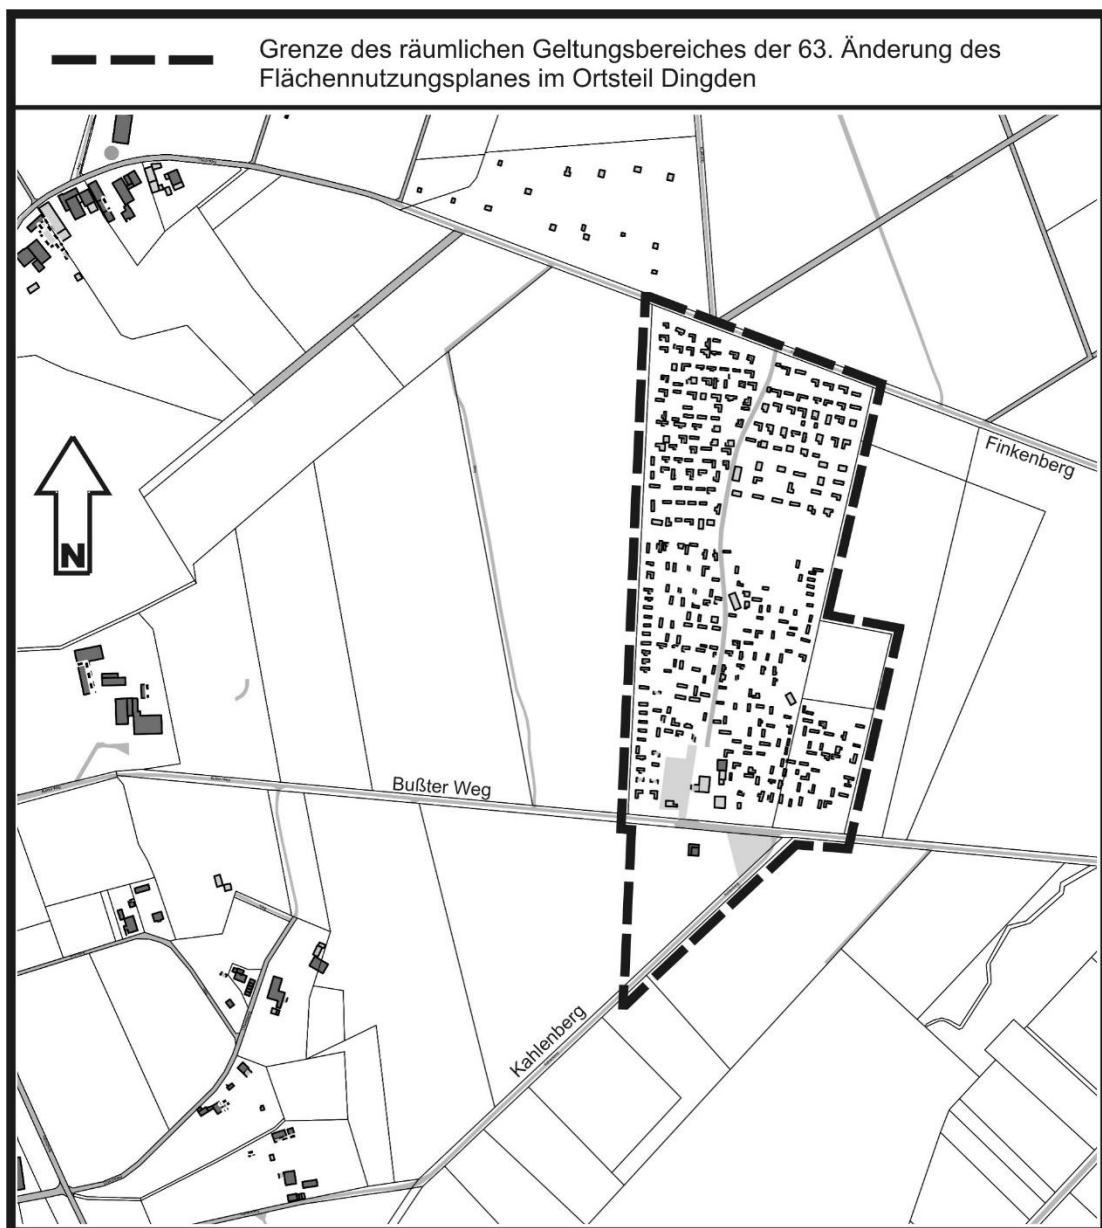 Grenze des räumlichen Geltungsbereiches der 63. Änderung des
Flächennutzungsplanes im Ortsteil Dingden
Finkenberg
N
Bußter Weg
Kahlenberg